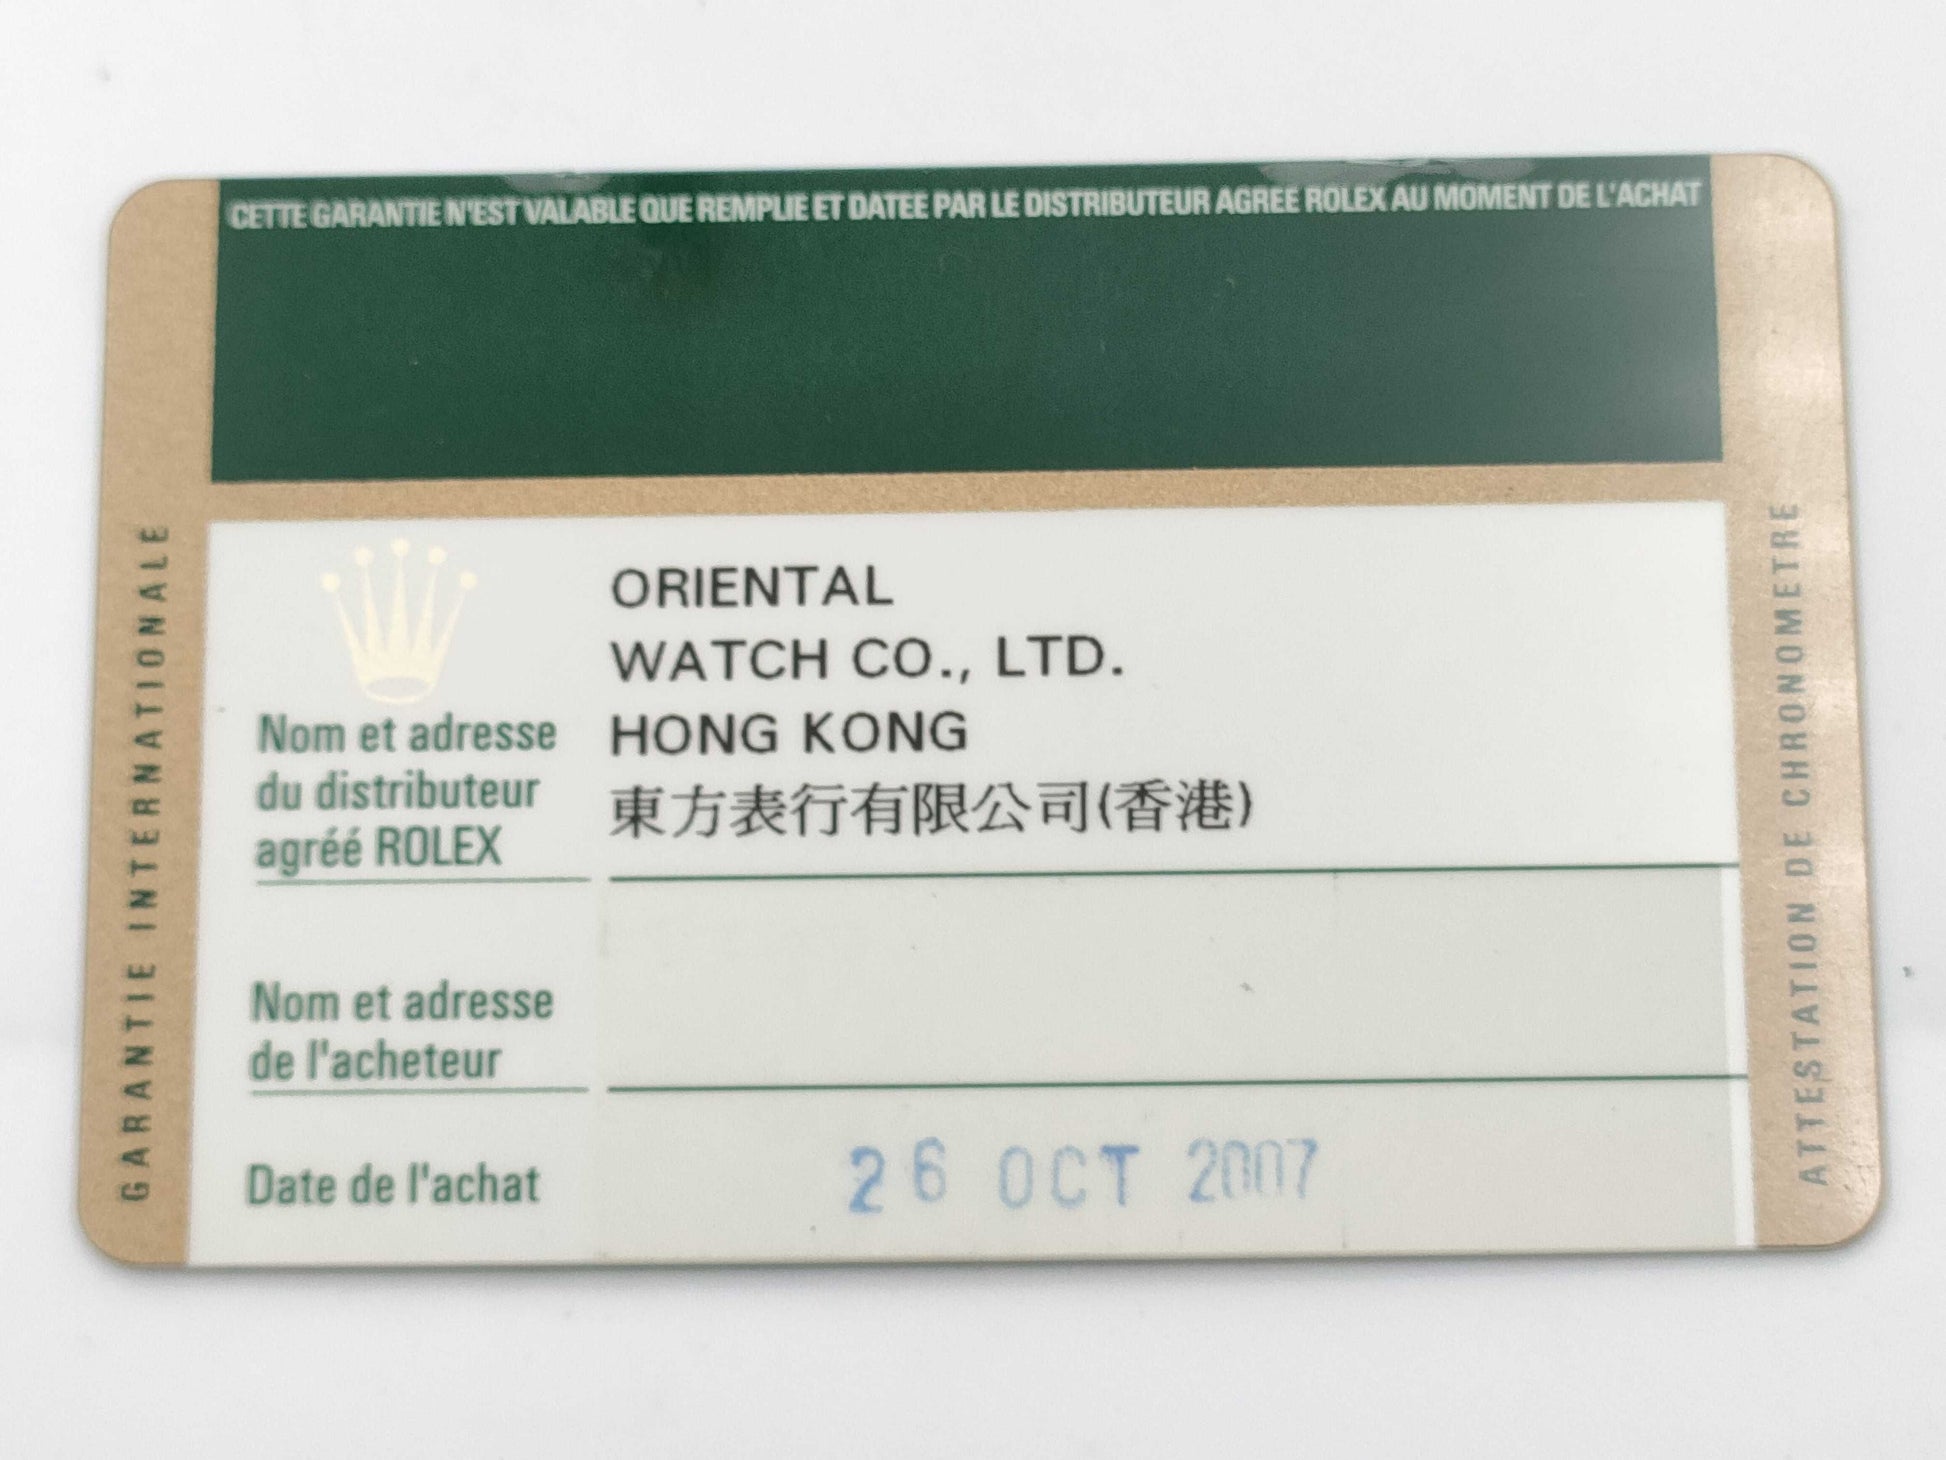 CETTE GARANTIE N'EST VALABLE QUE REMPLIE ET DATEE PAR LE DISTRIBUTEUR AGREE ROLEX AU MOMENT DE L'ACHAT
GARANTIE INTERNATIONALE
Nom et adresse
du distributeur
agréé ROLEX
ORIENTAL
WATCH CO., LTD.
HONG KONG
東方表行有限公司(香港)
Nom et adresse
de l'acheteur
Date de l'achat
26 OCT 2007
ATTESTATION DE CHRONOMETRE